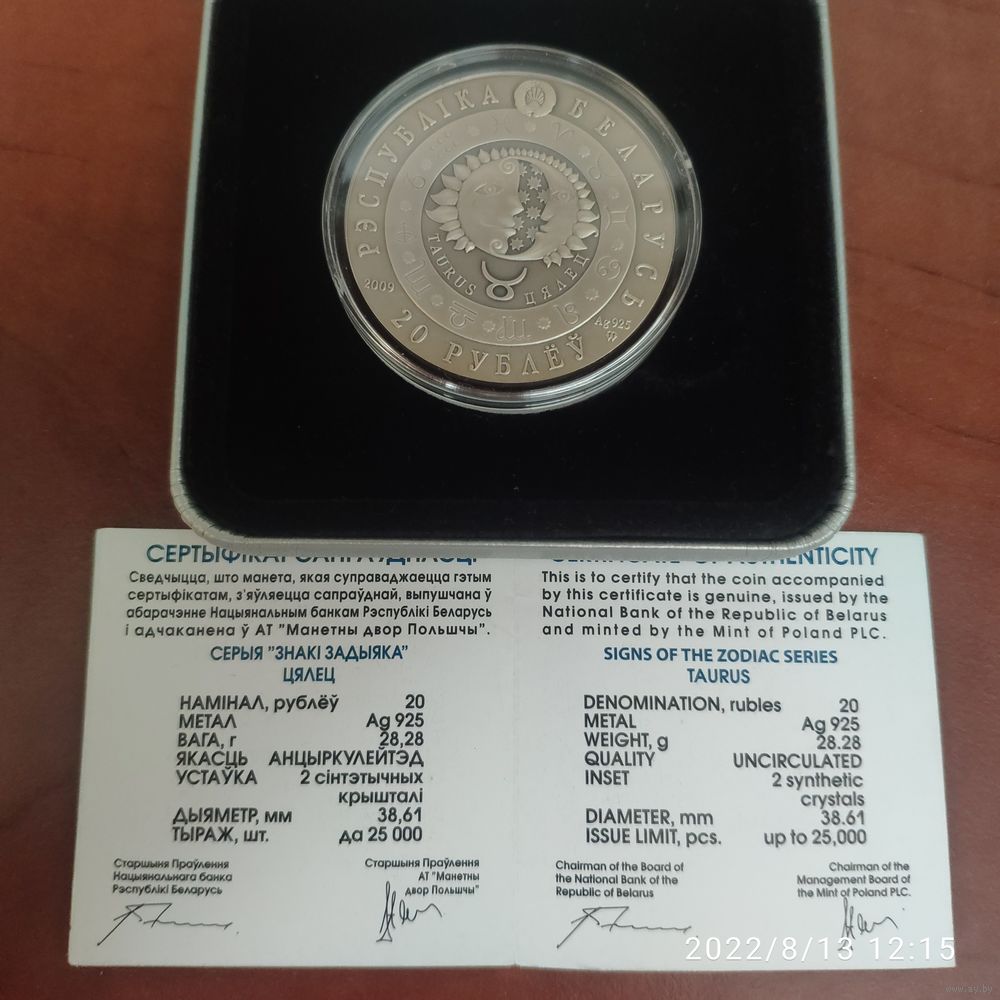 РЭСПУБЛІКА БЕЛАРУСЬ
TAURUS ЦЯЛЕЦ
2009
Ag 925
20 РУБЛЁЎ
СЕРТЫФІКАТ САПРАЎДНАСЦІ
Сведчыцца, што манета, якая суправаджаецца гэтым
сертыфікатам, з'яўляецца сапраўднай, выпушчана ў
абарачэнне Нацыянальным банкам Рэспублікі Беларусь
і адчаканена ў АТ "Манетны двор Польшчы".
СЕРЫЯ "ЗНАКІ ЗАДЫЯКА"
ЦЯЛЕЦ
НАМІНАЛ, рублёў 20
МЕТАЛ Ag 925
ВАГА, г 28,28
ЯКАСЦЬ АНЦЫРКУЛЕЙТЭД
УСТАЎКА 2 сінтэтычных
крышталі
ДЫЯМЕТР, мм 38,61
ТЫРАЖ, шт. да 25 000
Старшыня Праўлення
Нацыянальнага банка
Рэспублікі Беларусь
Старшыня Праўлення
АТ "Манетны
двор Польшчы"
CERTIFICATE OF AUTHENTICITY
This is to certify that the coin accompanied
by this certificate is genuine, issued by the
National Bank of the Republic of Belarus
and minted by the Mint of Poland PLC.
SIGNS OF THE ZODIAC SERIES
TAURUS
DENOMINATION, rubles 20
METAL Ag 925
WEIGHT, g 28.28
QUALITY UNCIRCULATED
INSET 2 synthetic
crystals
DIAMETER, mm 38.61
ISSUE LIMIT, pcs. up to 25,000
Chairman of the Board of
the National Bank of the
Republic of Belarus
Chairman of the
Management Board of
the Mint of Poland PLC.
2022/8/13 12:15
www.ay.by